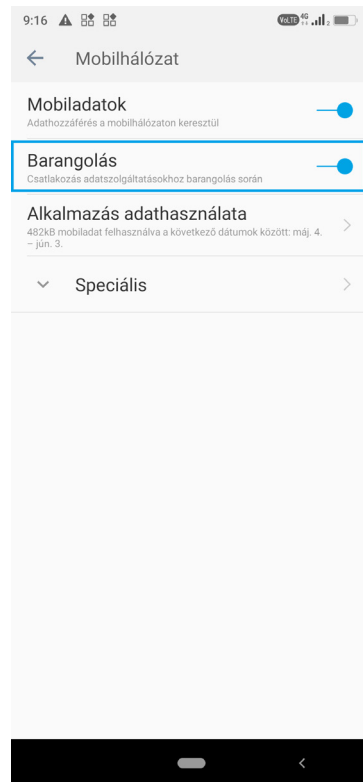 9:16
VoLTE 4G 2
Mobilhálózat
Mobiladatok
Adathozzáférés a mobilhálózaton keresztül
Barangolás
Csatlakozás adatszolgáltatásokhoz barangolás során
Alkalmazás adathasználata
482kB mobiladat felhasználva a következő dátumok között: máj. 4.
– jún. 3.
Speciális